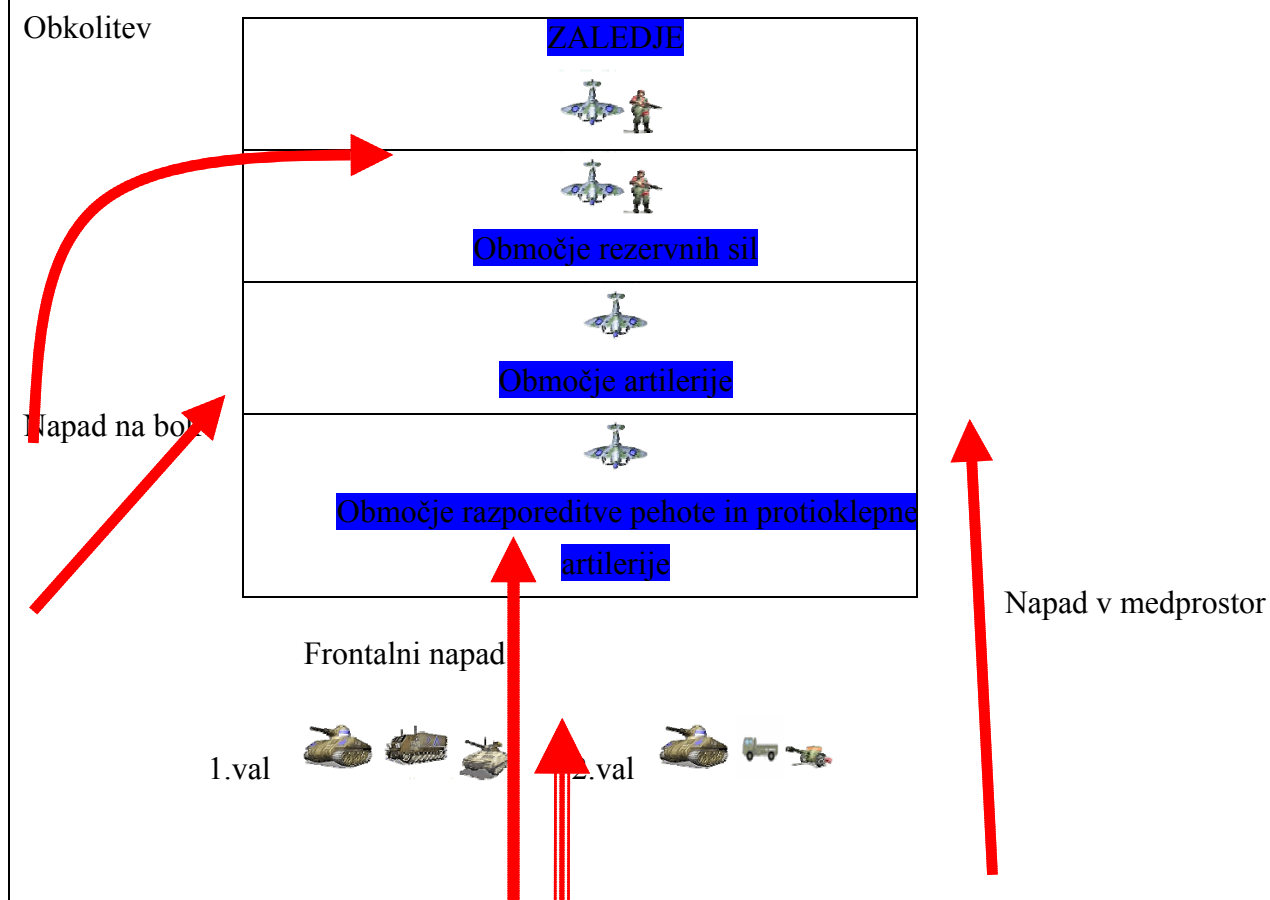 Obkolitev
ZALEDJE
Območje rezervnih sil
Območje artilerije
Napad na bok
Območje razporeditve pehote in protioklepne
artilerije
Napad v medprostor
Frontalni napad
1.val
2.val